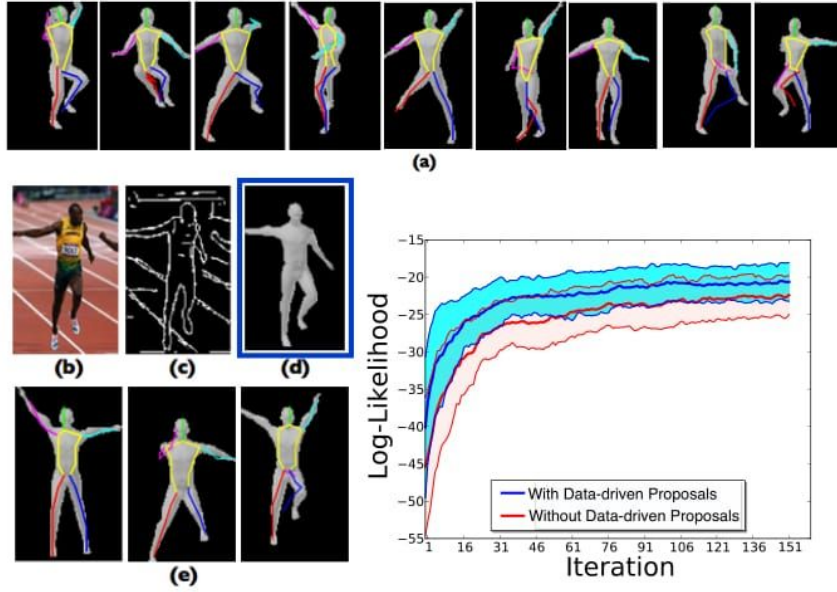 (a)
(b)
(c)
(d)
(e)
Log-Likelihood
−15
−20
−25
−30
−35
−40
−45
−50
−55
With Data-driven Proposals
Without Data-driven Proposals
1 16 31 46 61 76 91 106 121 136 151
Iteration